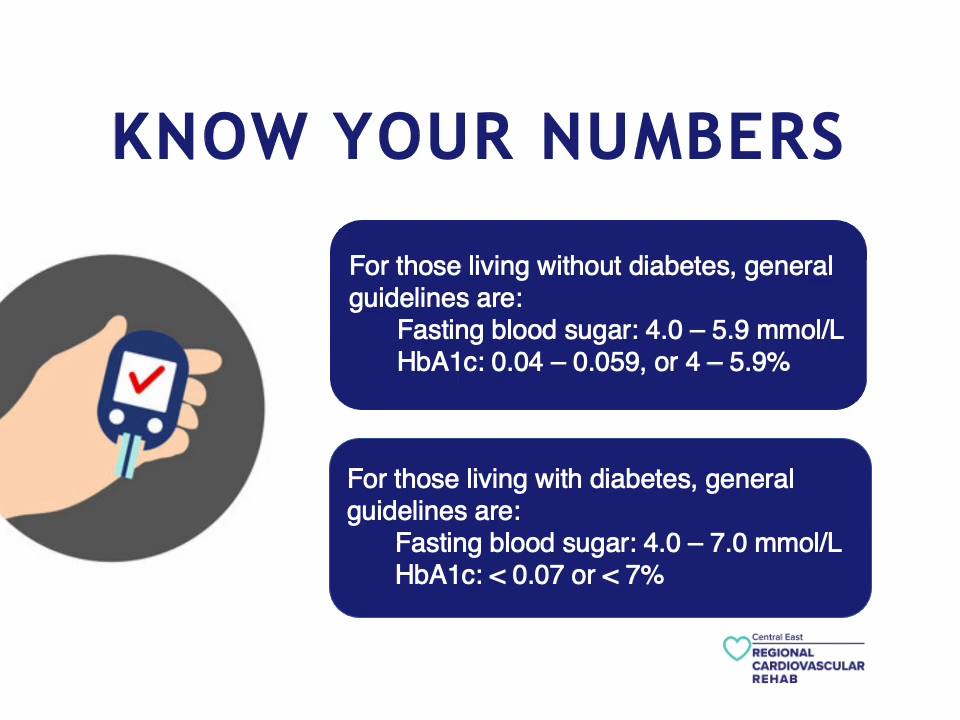 KNOW YOUR NUMBERS
For those living without diabetes, general
guidelines are:
Fasting blood sugar: 4.0 – 5.9 mmol/L
HbA1c: 0.04 – 0.059, or 4 – 5.9%
For those living with diabetes, general
guidelines are:
Fasting blood sugar: 4.0 – 7.0 mmol/L
HbA1c: < 0.07 or < 7%
Central East
REGIONAL
CARDIOVASCULAR
REHAB